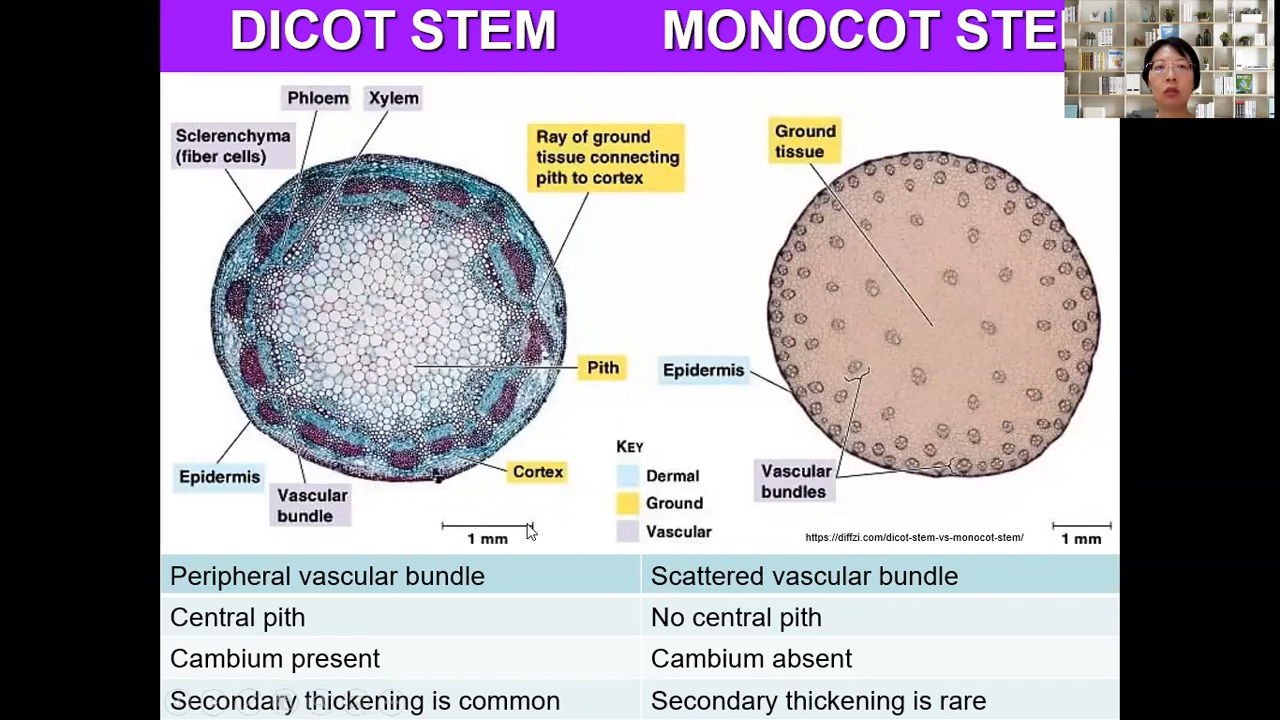 DICOT STEM
MONOCOT STE
Phloem
Xylem
Sclerenchyma
(fiber cells)
Ray of ground
tissue connecting
pith to cortex
Ground
tissue
Pith
Epidermis
Epidermis
Vascular
bundle
Cortex
KEY
Dermal
Ground
Vascular
Vascular
bundles
1 mm
https://diffzi.com/dicot-stem-vs-monocot-stem/
1 mm
Peripheral vascular bundle
Scattered vascular bundle
Central pith
No central pith
Cambium present
Cambium absent
Secondary thickening is common
Secondary thickening is rare